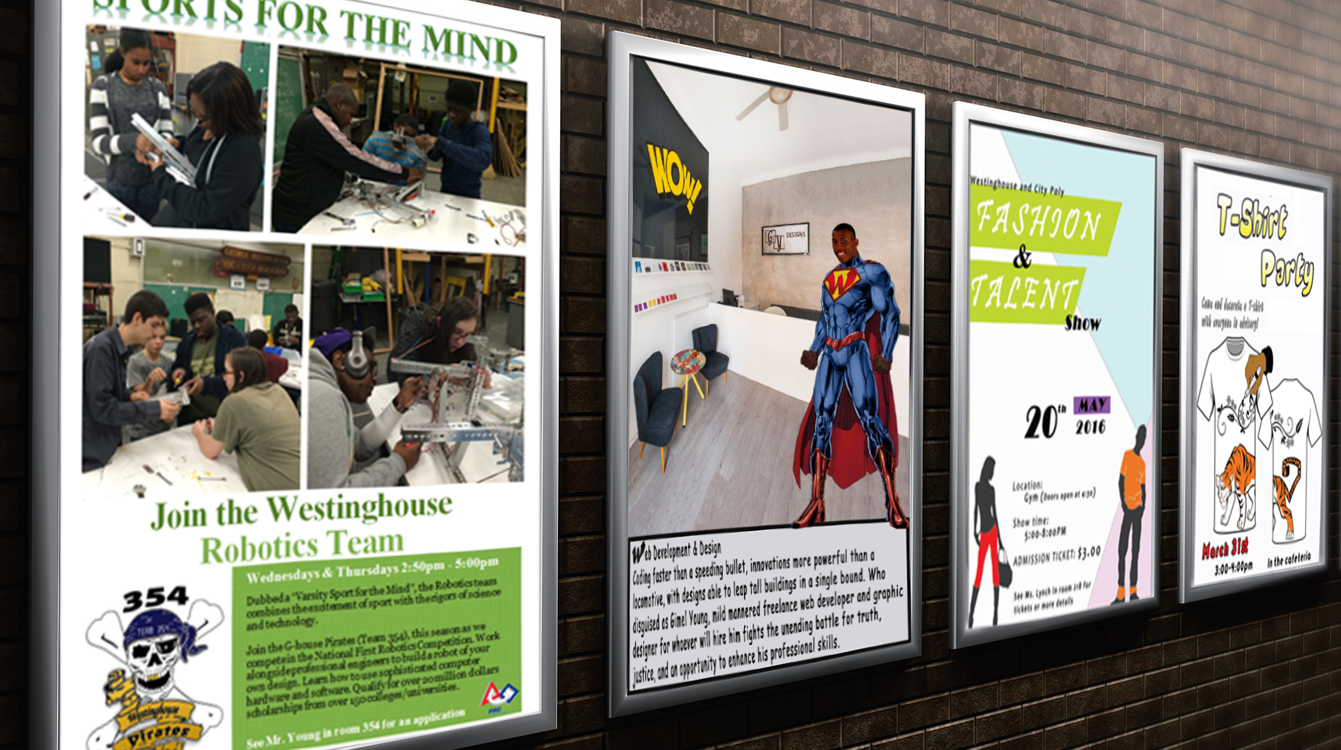 SPORTS FOR THE MIND
Join the Westinghouse
Robotics Team
354
TEAM 354
Westinghouse
Pirates
Wednesdays & Thursdays 2:50pm – 5:00pm
Dubbed a "Varsity Sport for the Mind", the Robotics team
combines the excitement of sport with the rigors of science
and technology.
Join the G-house Pirates (Team 354), this season as we
compete in the National First Robotics Competition. Work
alongside professional engineers to build a robot of your
own design. Learn how to use sophisticated computer
hardware and software. Qualify for over 20 million dollars
scholarships from over 150 colleges/universities.
See Mr. Young in room 354 for an application
WOW!
DESIGNS
W
Web Development & Design
Coding faster than a speeding bullet, innovations more powerful than a
locomotive, with designs able to leap tall buildings in a single bound. Who
disguised as Gimel Young, mild mannered freelance web developer and graphic
designer for whoever will hire him fights the unending battle for truth,
justice, and an opportunity to enhance his professional skills.
Westinghouse and City Poly
FASHION
&
TALENT
Show
20th MAY
2016
Location:
Gym (Doors open at 4:30)
Show time:
5:00-8:00PM
ADMISSION TICKET: $3.00
See Ms. Lynch in room 218 for
tickets or more details
T-Shirt
Party
Come and decorate a T-shirt
with everyone in advisory!
March 31st
3:00-4:00pm
In the cafeteria